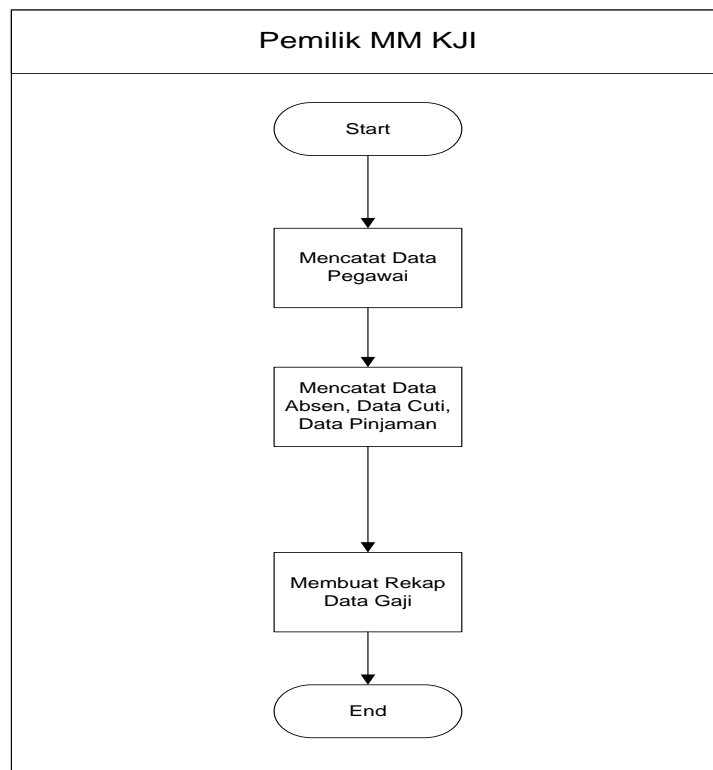 Pemilik MM KJI
Start
Mencatat Data
Pegawai
Mencatat Data
Absen, Data Cuti,
Data Pinjaman
Membuat Rekap
Data Gaji
End